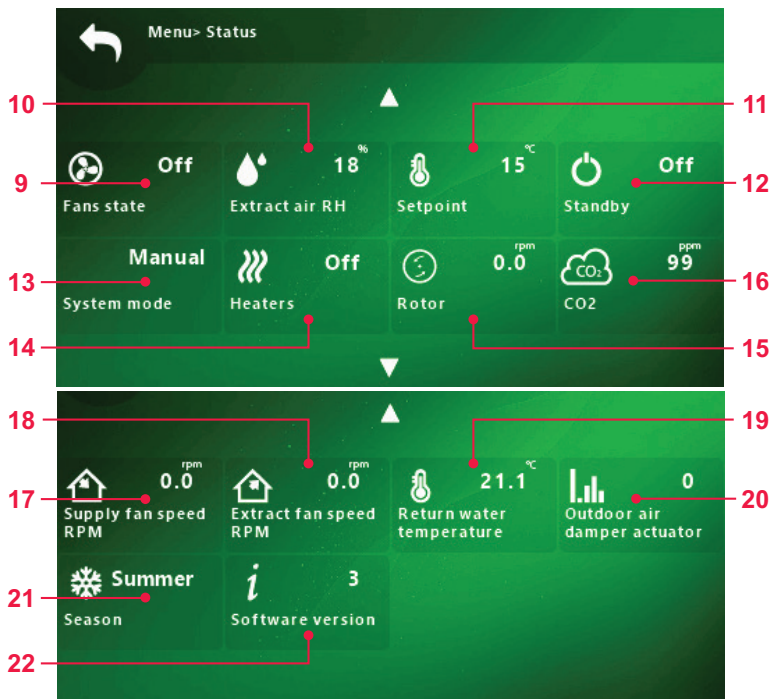 Menu> Status
10
11
9
Off
Fans state
18 %
Extract air RH
15 °C
Setpoint
Off
Standby
12
13
Manual
System mode
Off
Heaters
0.0 rpm
Rotor
CO₂
99 ppm
CO2
16
14
15
18
19
17
0.0 rpm
Supply fan speed
RPM
0.0 rpm
Extract fan speed
RPM
21.1 °C
Return water
temperature
0
Outdoor air
damper actuator
20
21
Summer
Season
i
3
Software version
22